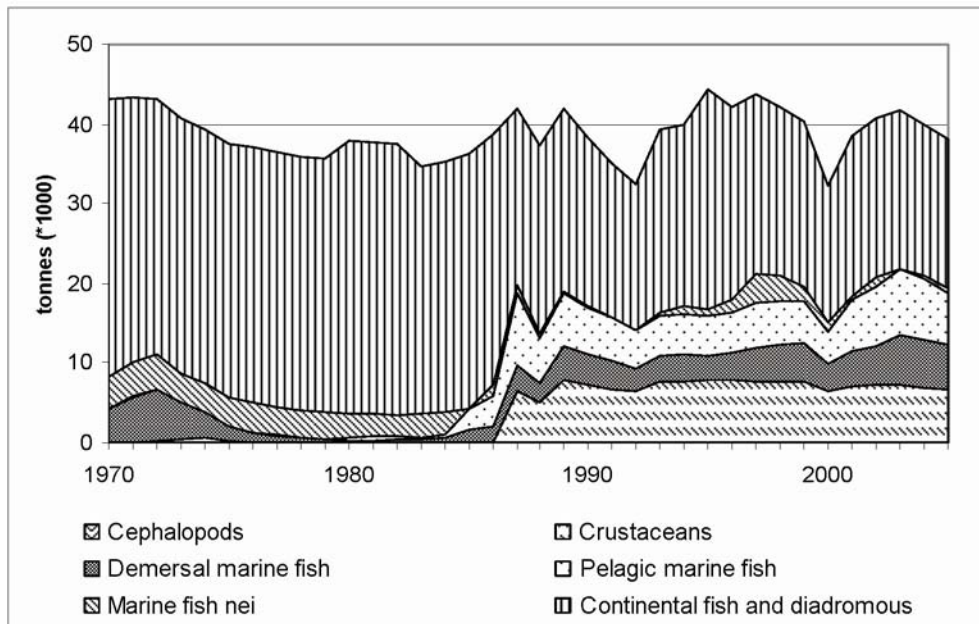 50
40
30
20
10
0
tonnes (*1000)
1970 1980 1990 2000
Cephalopods Crustaceans
Demersal marine fish Pelagic marine fish
Marine fish nei Continental fish and diadromous